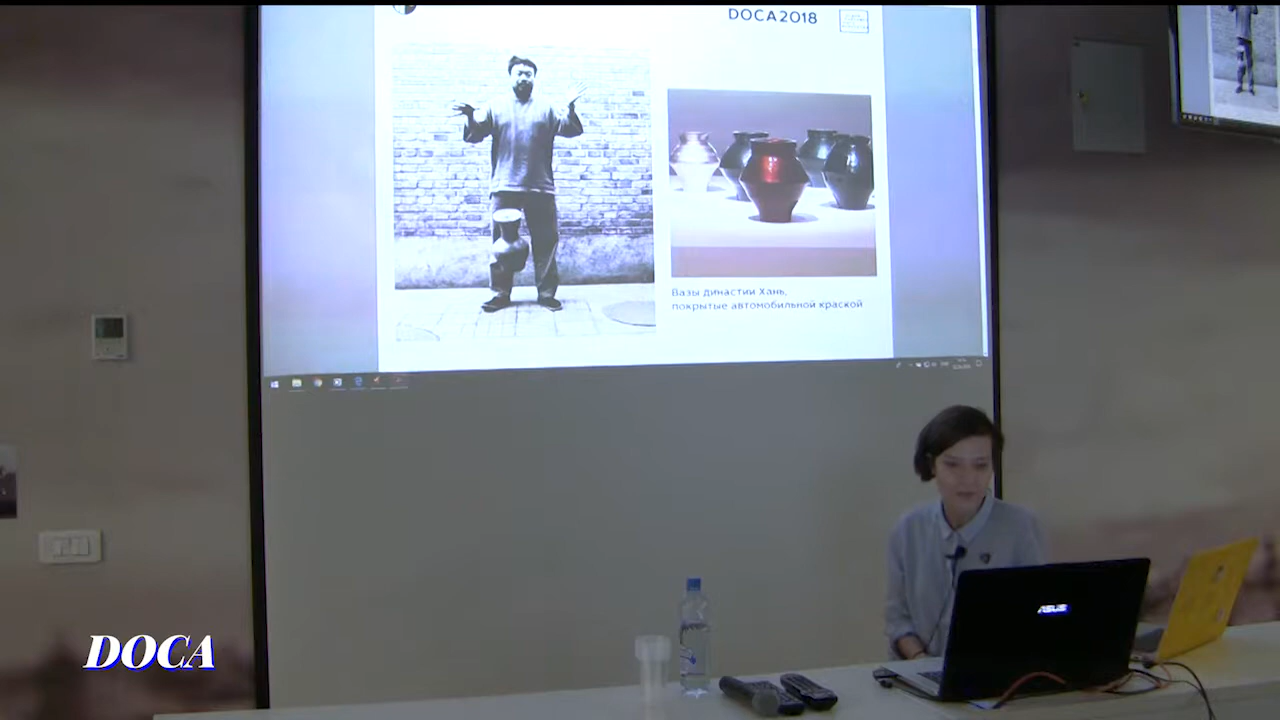 DOCA2018
Вазы династии Хань,
покрытые автомобильной краской
ASUS
DOCA